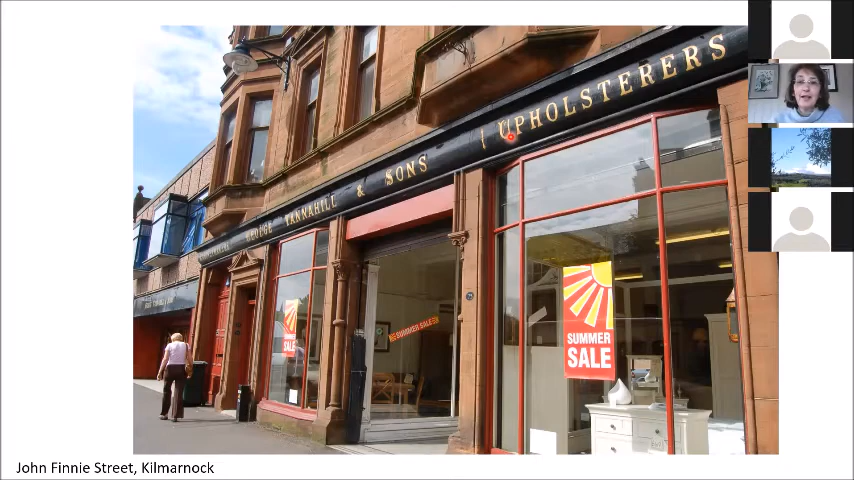 GEORGE TANNAHILL & SONS | UPHOLSTERERS
SUMMER SALE
SUMMER
SALE
SUMMER
SALE
John Finnie Street, Kilmarnock